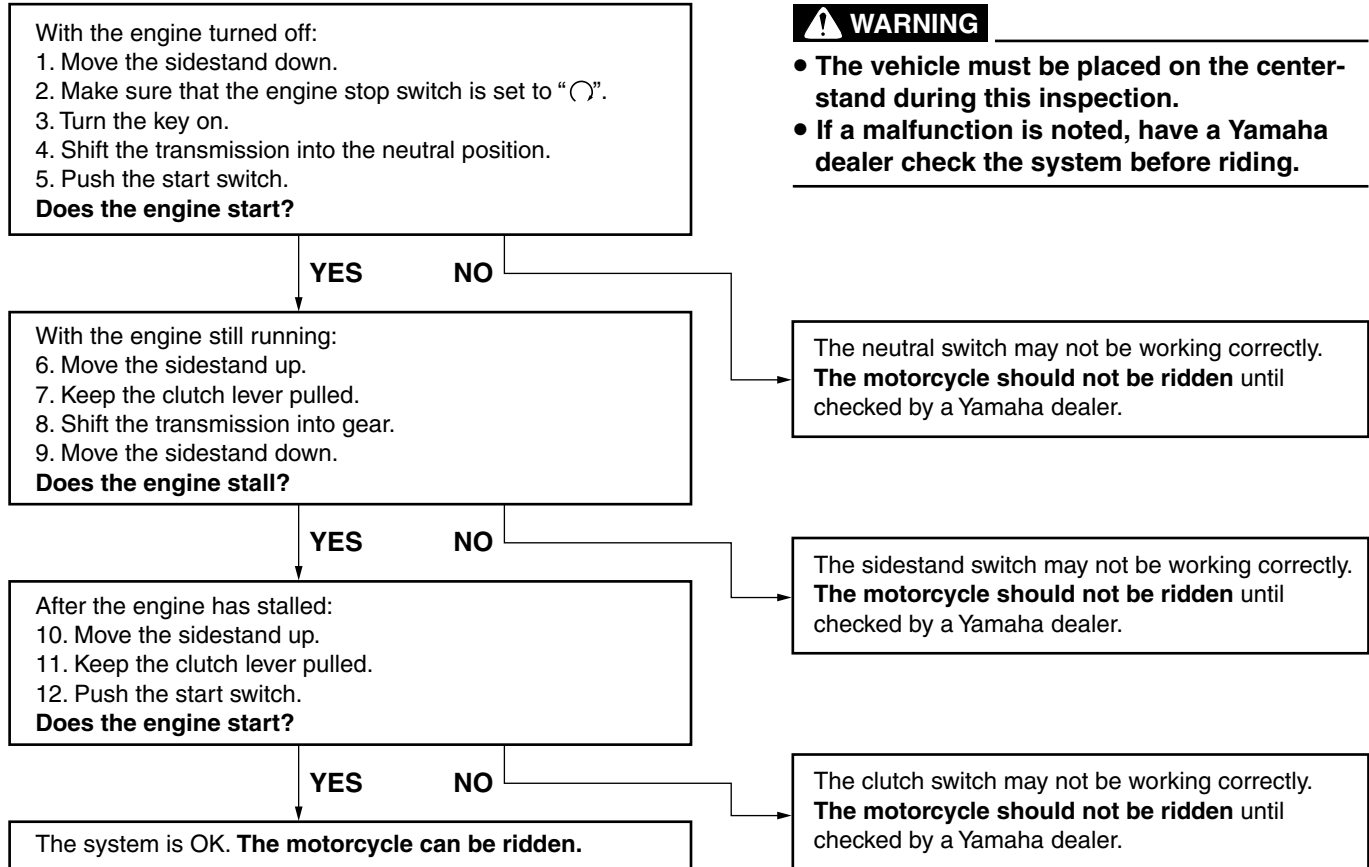 With the engine turned off:
1. Move the sidestand down.
2. Make sure that the engine stop switch is set to “ ”.
3. Turn the key on.
4. Shift the transmission into the neutral position.
5. Push the start switch.
Does the engine start?
WARNING
● The vehicle must be placed on the center-
stand during this inspection.
● If a malfunction is noted, have a Yamaha
dealer check the system before riding.
YES NO
With the engine still running:
6. Move the sidestand up.
7. Keep the clutch lever pulled.
8. Shift the transmission into gear.
9. Move the sidestand down.
Does the engine stall?
The neutral switch may not be working correctly.
The motorcycle should not be ridden until
checked by a Yamaha dealer.
YES NO
After the engine has stalled:
10. Move the sidestand up.
11. Keep the clutch lever pulled.
12. Push the start switch.
Does the engine start?
The sidestand switch may not be working correctly.
The motorcycle should not be ridden until
checked by a Yamaha dealer.
YES NO
The system is OK. The motorcycle can be ridden.
The clutch switch may not be working correctly.
The motorcycle should not be ridden until
checked by a Yamaha dealer.